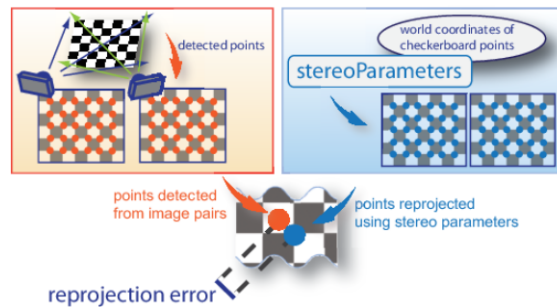 detected points
world coordinates of
checkerboard points
stereoParameters
points detected
from image pairs
points reprojected
using stereo parameters
reprojection error